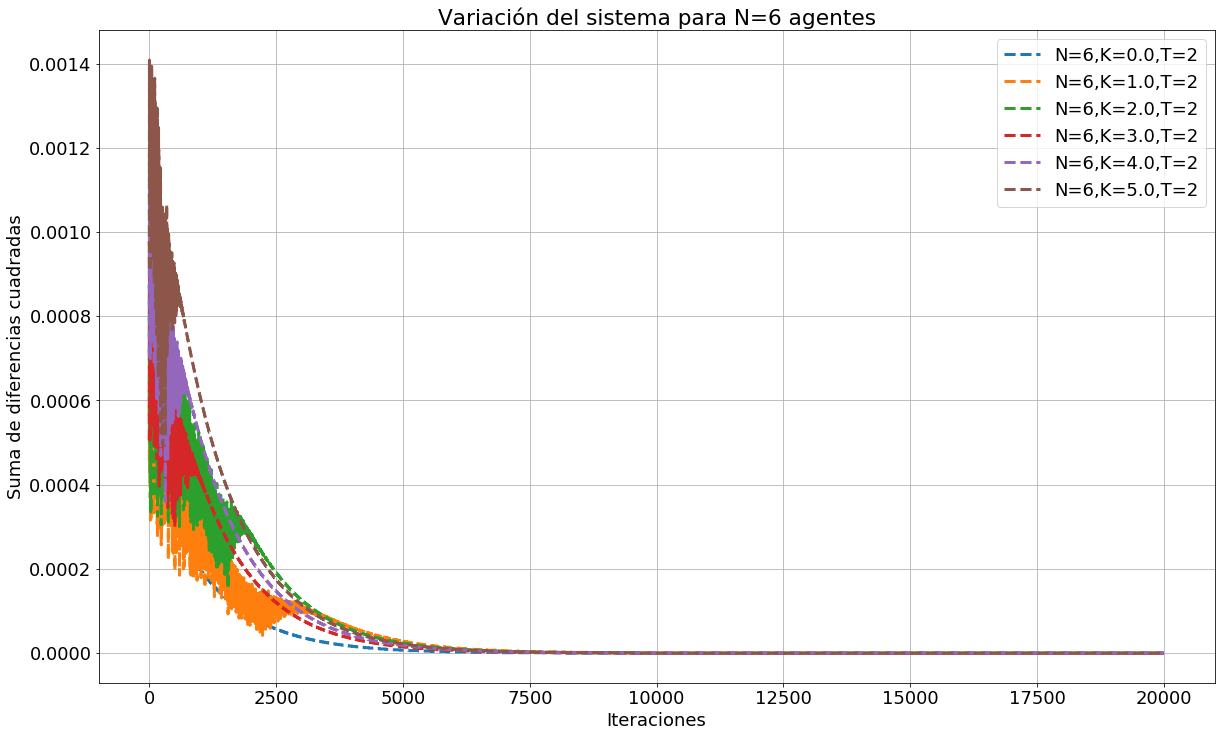 Variación del sistema para N=6 agentes
N=6,K=0.0,T=2
N=6,K=1.0,T=2
N=6,K=2.0,T=2
N=6,K=3.0,T=2
N=6,K=4.0,T=2
N=6,K=5.0,T=2
Suma de diferencias cuadradas
0.0014
0.0012
0.0010
0.0008
0.0006
0.0004
0.0002
0.0000
0 2500 5000 7500 10000 12500 15000 17500 20000
Iteraciones